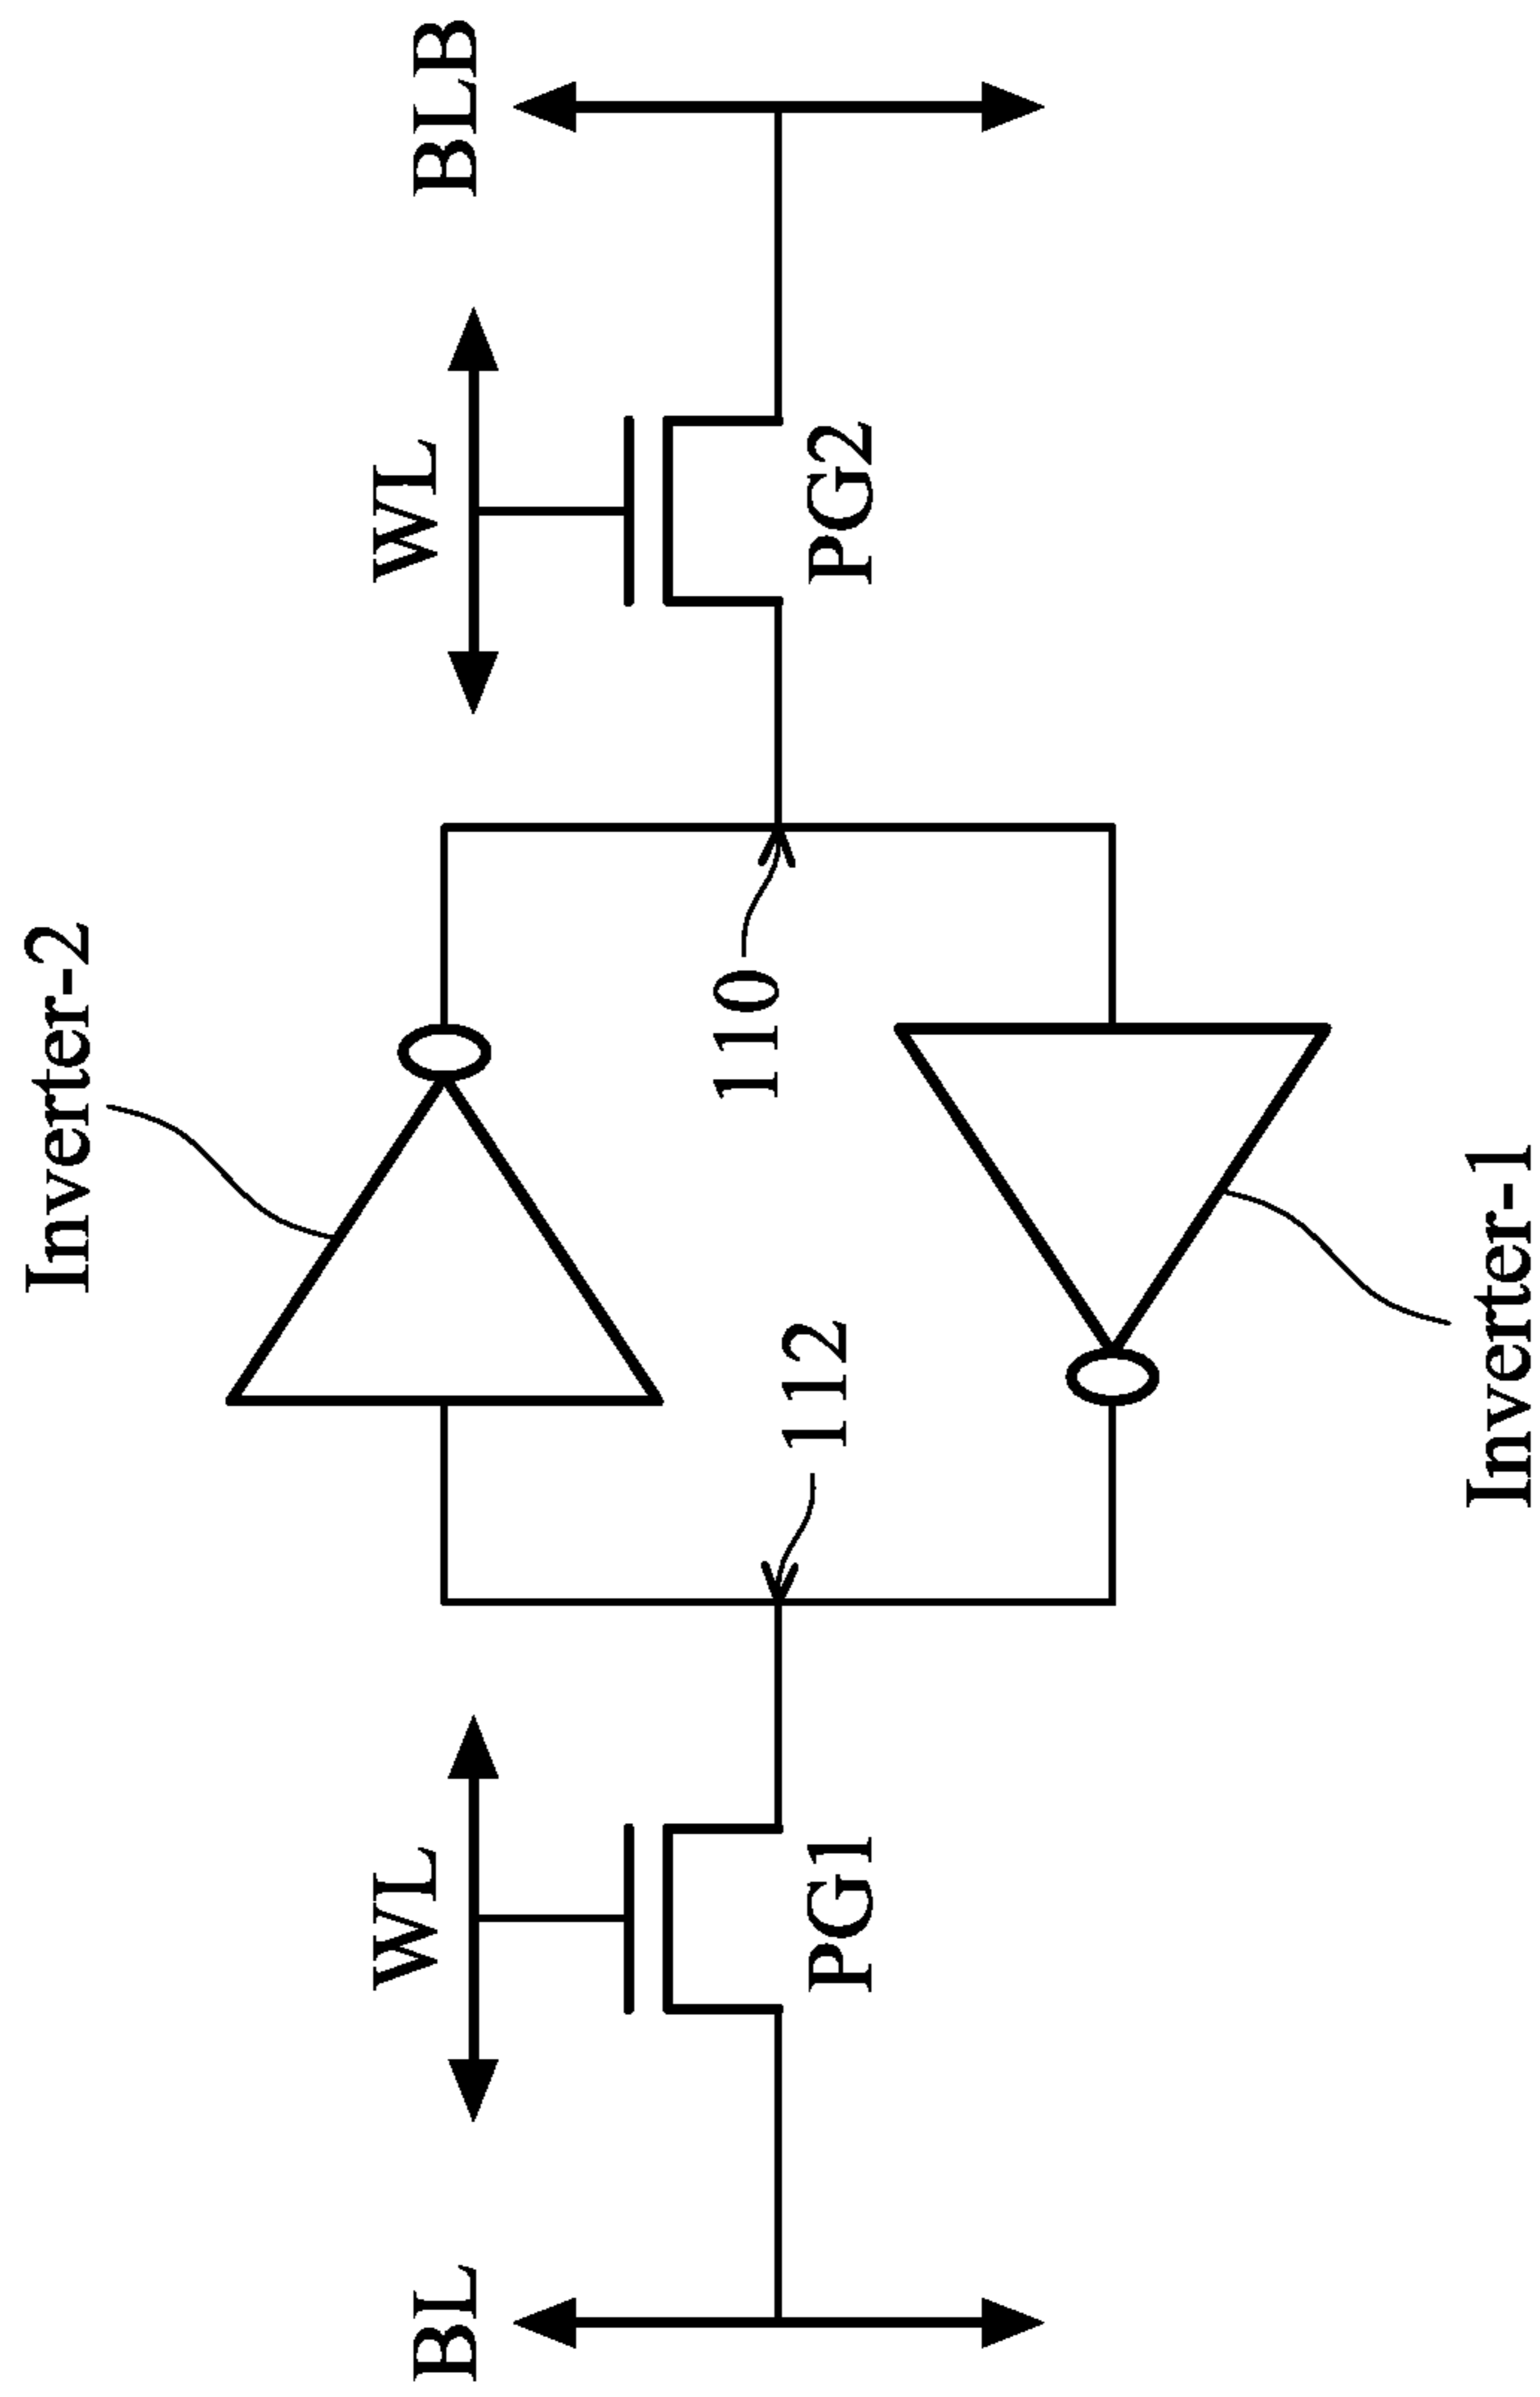 Inverter-2
WL
WL
BL
BLB
112
110
PG1
PG2
Inverter-1